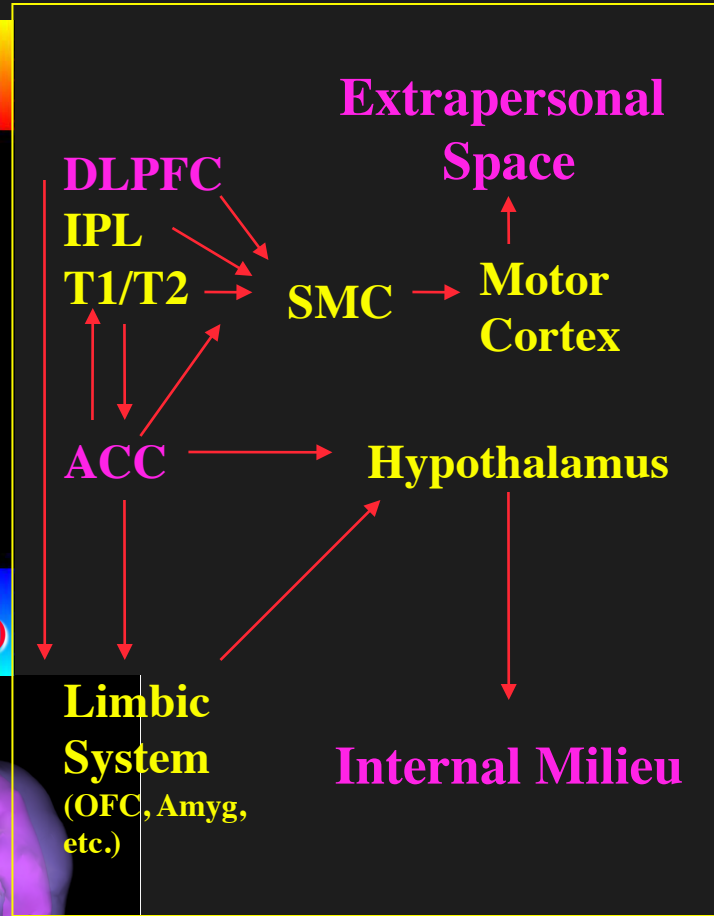 Extrapersonal
Space
DLPFC
IPL
T1/T2
SMC
Motor
Cortex
ACC
Hypothalamus
Limbic
System
(OFC, Amyg,
etc.)
Internal Milieu